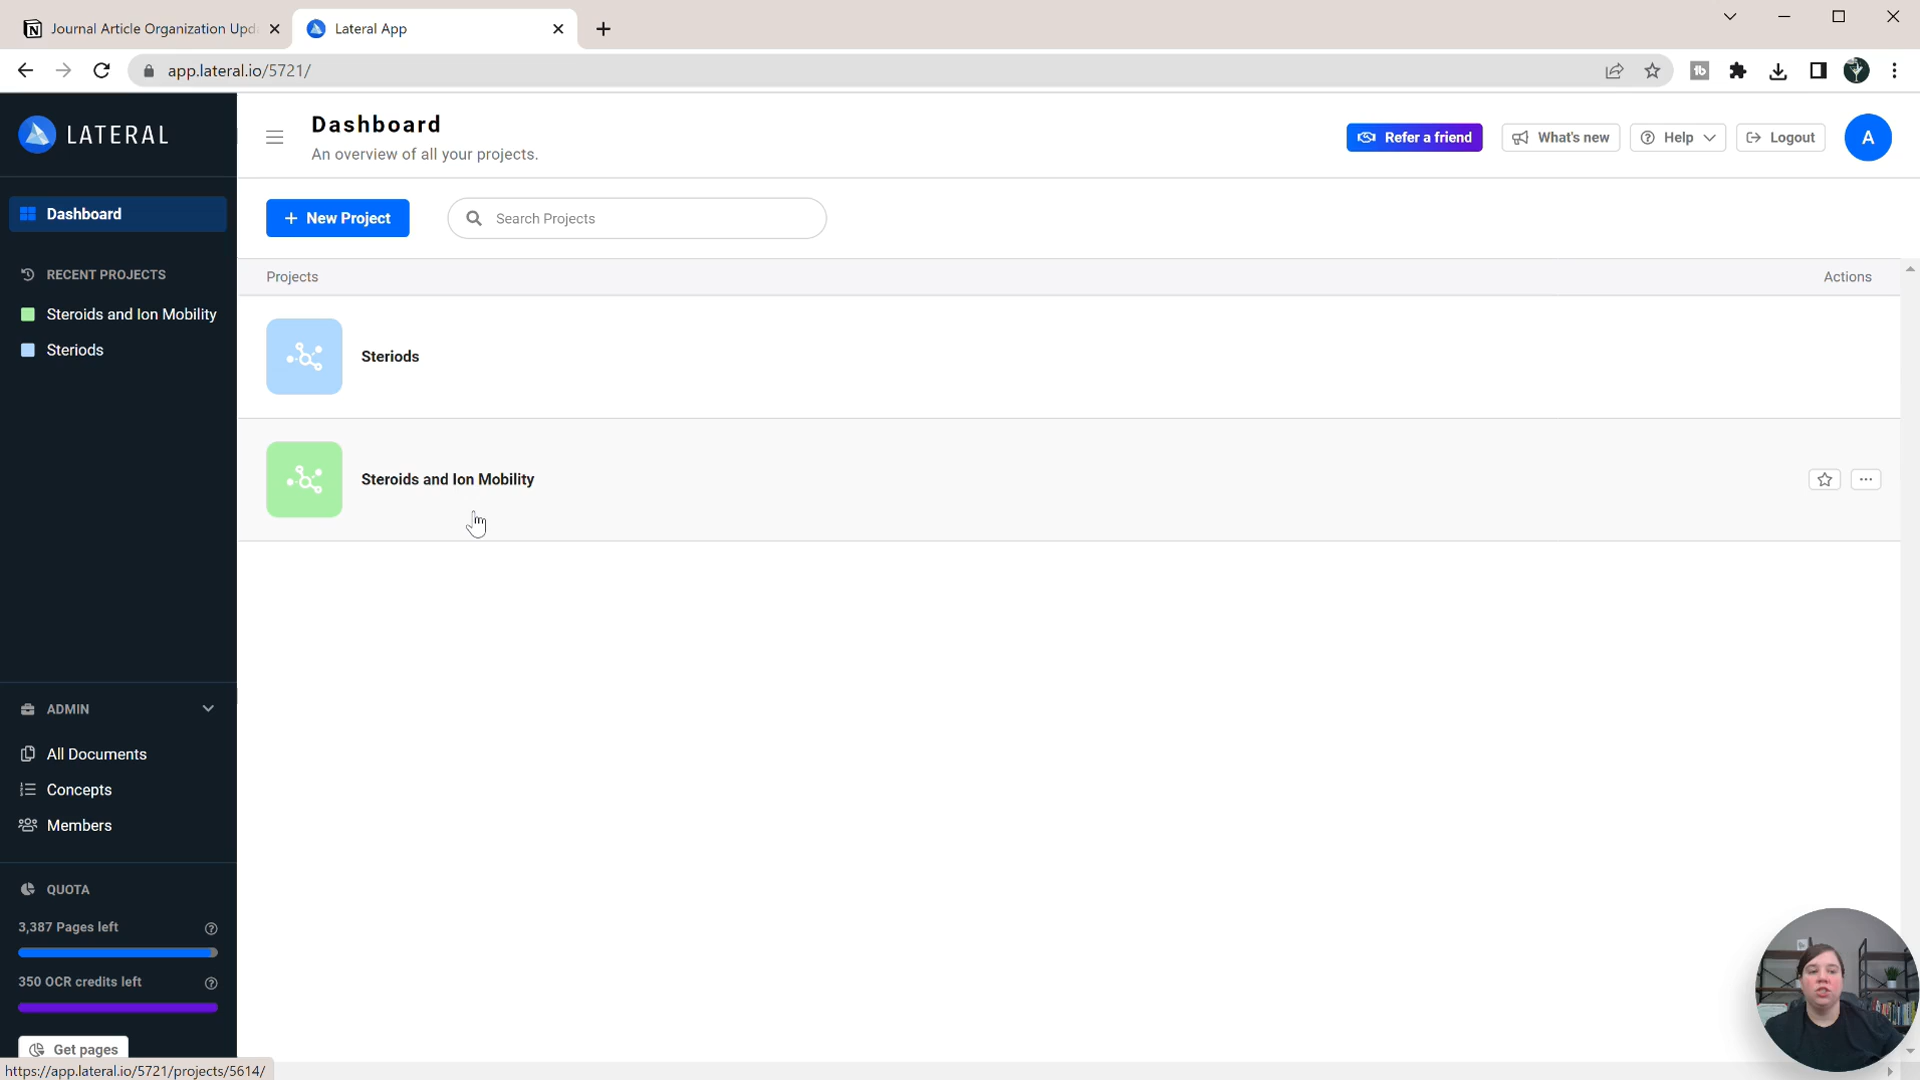 Journal Article Organization Upd
Lateral App
app.lateral.io/5721/
LATERAL
Dashboard
An overview of all your projects.
Refer a friend
What's new
Help
Logout
A
Dashboard
New Project
Search Projects
RECENT PROJECTS
Projects
Actions
Steroids and Ion Mobility
Steriods
Steriods
Steroids and Ion Mobility
ADMIN
All Documents
Concepts
Members
QUOTA
3,387 Pages left
350 OCR credits left
Get pages
https://app.lateral.io/5721/projects/5614/